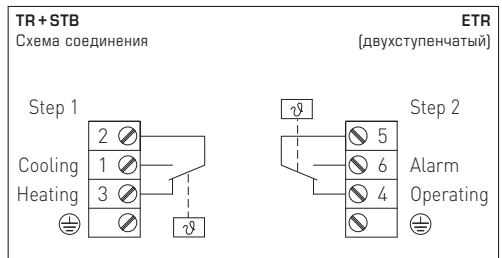 TR + STB ETR
Схема соединения (двухступенчатый)
Step 1 ϑ Step 2
2 5
Cooling 1 6 Alarm
Heating 3 4 Operating
ϑ